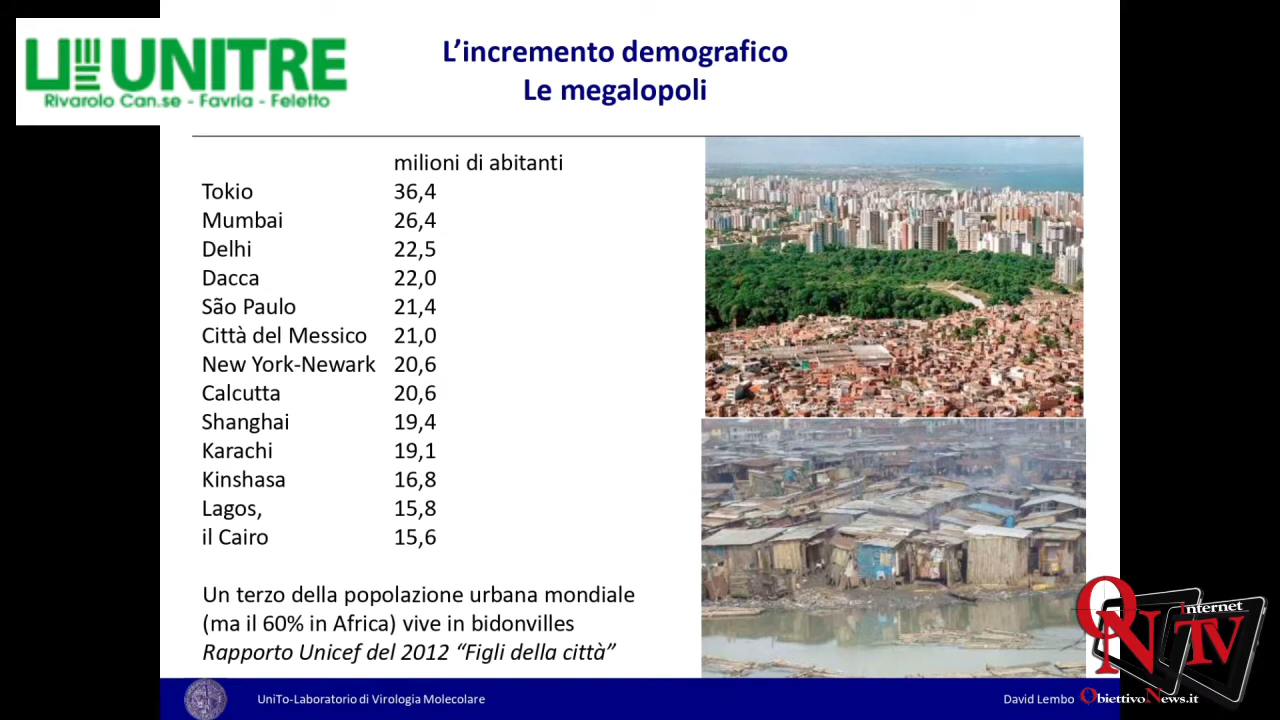 UNITRE
Rivarolo Can.se - Favria - Feletto
L'incremento demografico
Le megalopoli
milioni di abitanti
Tokio 36,4
Mumbai 26,4
Delhi 22,5
Dacca 22,0
São Paulo 21,4
Città del Messico 21,0
New York-Newark 20,6
Calcutta 20,6
Shanghai 19,4
Karachi 19,1
Kinshasa 16,8
Lagos, 15,8
il Cairo 15,6
Un terzo della popolazione urbana mondiale
(ma il 60% in Africa) vive in bidonvilles
Rapporto Unicef del 2012 “Figli della città”
UniTo-Laboratorio di Virologia Molecolare
David Lembo
ON Internet TV
ObiettivoNews.it